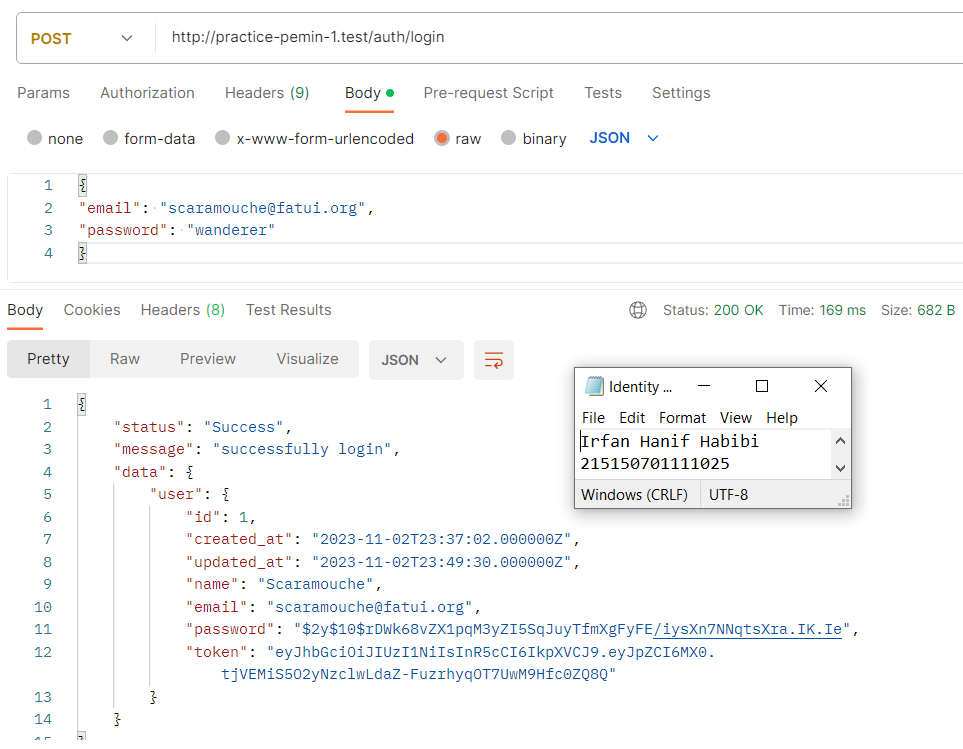 POST http://practice-pemin-1.test/auth/login
Params Authorization Headers (9) Body Pre-request Script Tests Settings
none form-data x-www-form-urlencoded raw binary JSON
1 {
2 "email": "scaramouche@fatui.org",
3 "password": "wanderer"
4 }
Body Cookies Headers (8) Test Results Status: 200 OK Time: 169 ms Size: 682 B
Pretty Raw Preview Visualize JSON
Identity ...
File Edit Format View Help
Irfan Hanif Habibi
215150701111025
Windows (CRLF) UTF-8
1 {
2 "status": "Success",
3 "message": "successfully login",
4 "data": {
5 "user": {
6 "id": 1,
7 "created_at": "2023-11-02T23:37:02.000000Z",
8 "updated_at": "2023-11-02T23:49:30.000000Z",
9 "name": "Scaramouche",
10 "email": "scaramouche@fatui.org",
11 "password": "$2y$10$rDWk68vZX1pqM3yZI5SqJuyTfmXgFyFE/iysXn7NNqtsXra.IK.Ie",
12 "token": "eyJhbGciOiJIUzI1NiIsInR5cCI6IkpXVCJ9.eyJpZCI6MX0.
tjVEMiS5O2yNzclwLdaZ-FuzrhyqOT7UwM9Hfc0ZQ8Q"
13 }
14 }
15 }